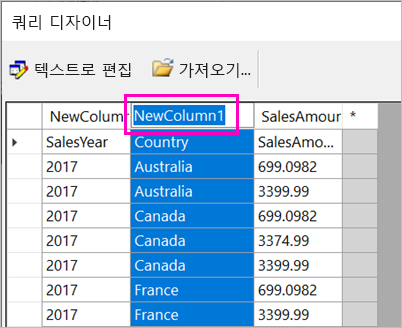 쿼리 디자이너
텍스트로 편집 가져오기...
NewColumr NewColumn1 SalesAmour *
SalesYear Country SalesAmo...
2017 Australia 699.0982
2017 Australia 3399.99
2017 Canada 699.0982
2017 Canada 3374.99
2017 Canada 3399.99
2017 France 699.0982
2017 France 3399.99